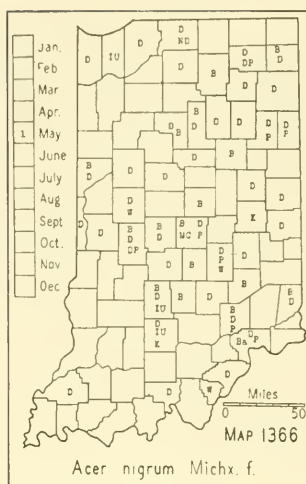 Jan.
Feb
Mar
Apr.
1 May
June
July
Aug
Sept
Oct.
Nov
Dec
D
ND
D IU D D
D
DP
B
D
B D
D
B
D
B
D
D D
D
P
D
P
D B
B
D
D D
D
D
W
D K
D D
B
D
DP
B
D
B
MC
D
P
D
P
W
D B
B
D
IU
B D
B
B
D
D
IU
K
B
D
P
Ba
D
P
D
D
W
Miles
0 50
MAP 1366
Acer nigrum Michx. f.